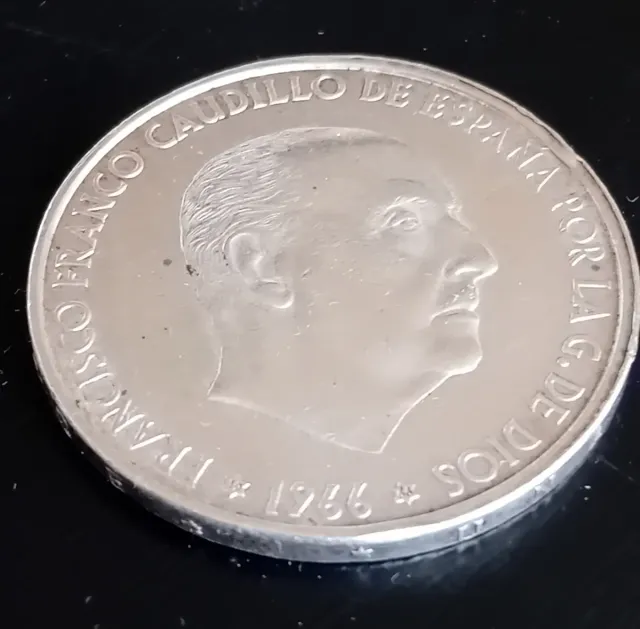 FRANCISCO FRANCO CAUDILLO DE ESPAÑA POR LA G. DE DIOS
* 1966 *